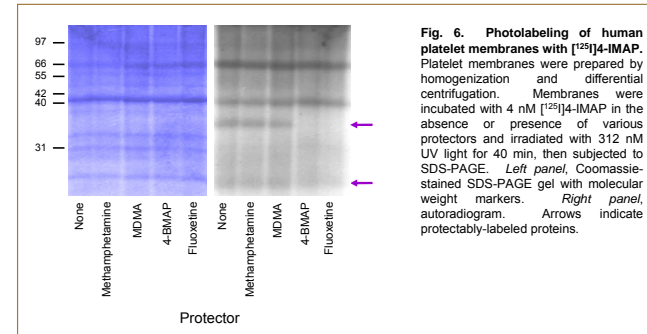 97
66
55
42
40
31
None
Methamphetamine
MDMA
4-BMAP
Fluoxetine
None
Methamphetamine
MDMA
4-BMAP
Fluoxetine
Protector
Fig. 6. Photolabeling of human
platelet membranes with [¹²⁵I]4-IMAP.
Platelet membranes were prepared by
homogenization and differential
centrifugation. Membranes were
incubated with 4 nM [¹²⁵I]4-IMAP in the
absence or presence of various
protectors and irradiated with 312 nM
UV light for 40 min, then subjected to
SDS-PAGE. Left panel, Coomassie-
stained SDS-PAGE gel with molecular
weight markers. Right panel,
autoradiogram. Arrows indicate
protectably-labeled proteins.